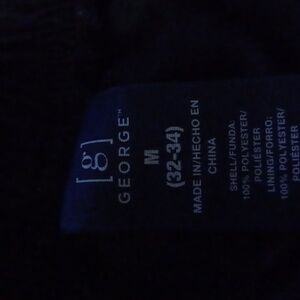 [g]
GEORGE™
M
(32-34)
MADE IN/HECHO EN
CHINA
SHELL/FUNDA:
100% POLYESTER/
POLIÉSTER
LINING/FORRO:
100% POLYESTER/
POLIÉSTER